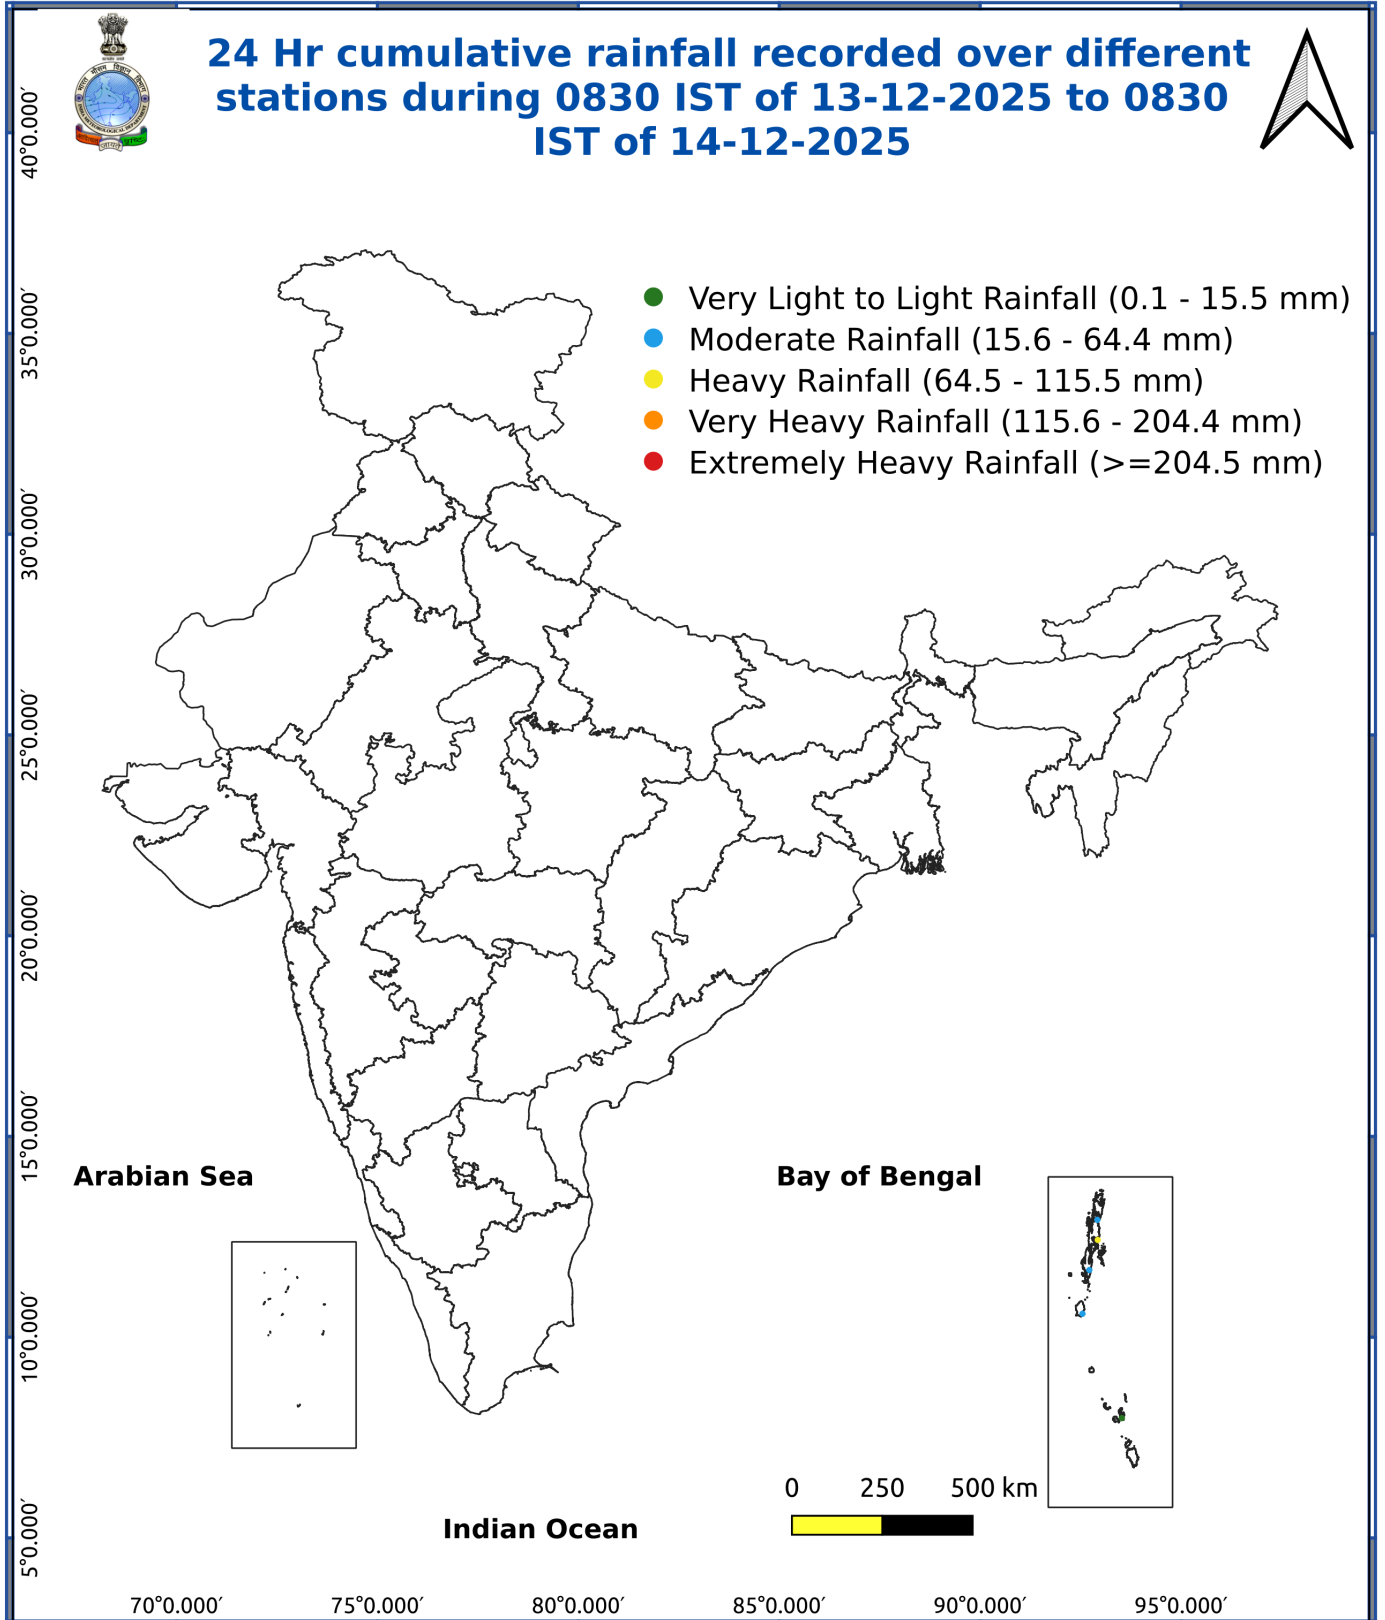 24 Hr cumulative rainfall recorded over different
stations during 0830 IST of 13-12-2025 to 0830
IST of 14-12-2025
Very Light to Light Rainfall (0.1 - 15.5 mm)
Moderate Rainfall (15.6 - 64.4 mm)
Heavy Rainfall (64.5 - 115.5 mm)
Very Heavy Rainfall (115.6 - 204.4 mm)
Extremely Heavy Rainfall (>=204.5 mm)
40°0.000′
35°0.000′
30°0.000′
25°0.000′
20°0.000′
15°0.000′
10°0.000′
5°0.000′
Arabian Sea
Bay of Bengal
Indian Ocean
0 250 500 km
70°0.000′ 75°0.000′ 80°0.000′ 85°0.000′ 90°0.000′ 95°0.000′